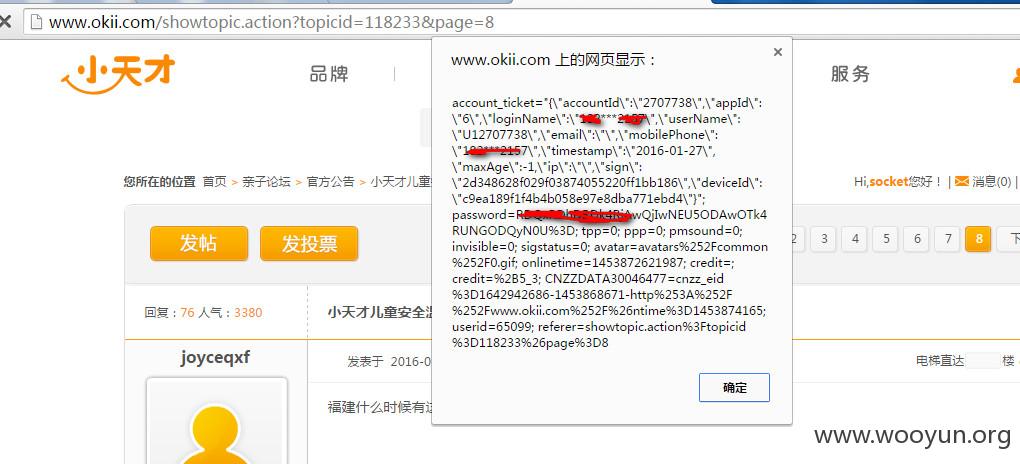 www.okii.com/showtopic.action?topicid=118233&page=8
小天才
品牌
服务
www.okii.com 上的网页显示：
account_ticket="{\"accountId\":\"2707738\",\"appId\":
\"6\",\"loginName\":\"***\",\"userName\":
\"U12707738\",\"email\":\"\",\"mobilePhone\":
\"\",\"timestamp\":\"2016-01-27\",
\"maxAge\":-1,\"ip\":\"\",\"sign\":
\"2d348628f029f03874055220ff1bb186\",\"deviceId\":
\"c9ea189f1f4b4b058e97e8dba771ebd4\"}";
password=AwQjIwNEU5ODAwOTk4
RUNGODQyN0U%3D; tpp=0; ppp=0; pmsound=0;
invisible=0; sigstatus=0; avatar=avatars%252Fcommon
%252F0.gif; onlinetime=1453872621987; credit=;
credit=%2B5_3; CNZZDATA30046477=cnzz_eid
%3D1642942686-1453868671-http%253A%252F
%252Fwww.okii.com%252F%26ntime%3D1453874165;
userid=65099; referer=showtopic.action%3Ftopicid
%3D118233%26page%3D8
确定
您所在的位置 首页 > 亲子论坛 > 官方公告 > 小天才儿童
Hi,socket您好！ | 消息(0) |
发帖
发投票
2 3 4 5 6 7 8 下
回复：76 人气：3380
小天才儿童安全
joyceqxf
发表于 2016-0
电梯直达 楼
福建什么时候有
www.wooyun.org